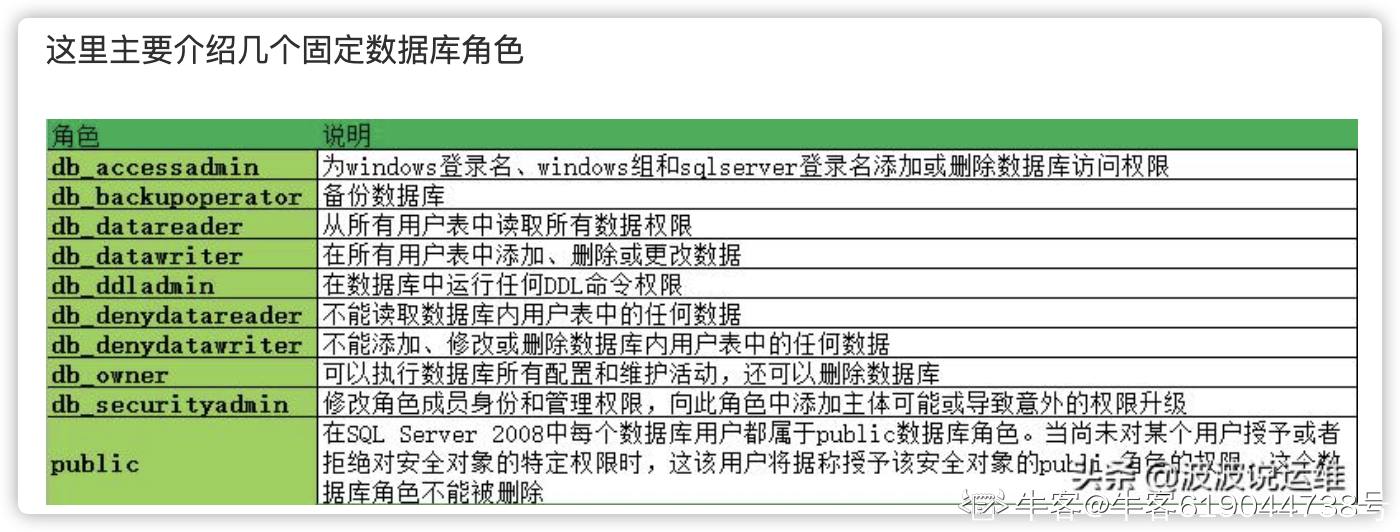 这里主要介绍几个固定数据库角色
角色 说明
db_accessadmin 为windows登录名、windows组和sqlserver登录名添加或删除数据库访问权限
db_backupoperator 备份数据库
db_datareader 从所有用户表中读取所有数据权限
db_datawriter 在所有用户表中添加、删除或更改数据
db_ddladmin 在数据库中运行任何DDL命令权限
db_denydatareader 不能读取数据库内用户表中的任何数据
db_denydatawriter 不能添加、修改或删除数据库内用户表中的任何数据
db_owner 可以执行数据库所有配置和维护活动，还可以删除数据库
db_securityadmin 修改角色成员身份和管理权限，向此角色中添加主体可能或导致意外的权限升级
在SQL Server 2008中每个数据库用户都属于public数据库角色。当尚未对某个用户授予或者
public 拒绝对安全对象的特定权限时，这该用户将据称授予该安全对象的publi 角色的权限 这个数
据库角色不能被删除
头条 @波波说运维
牛客@牛客619044738号